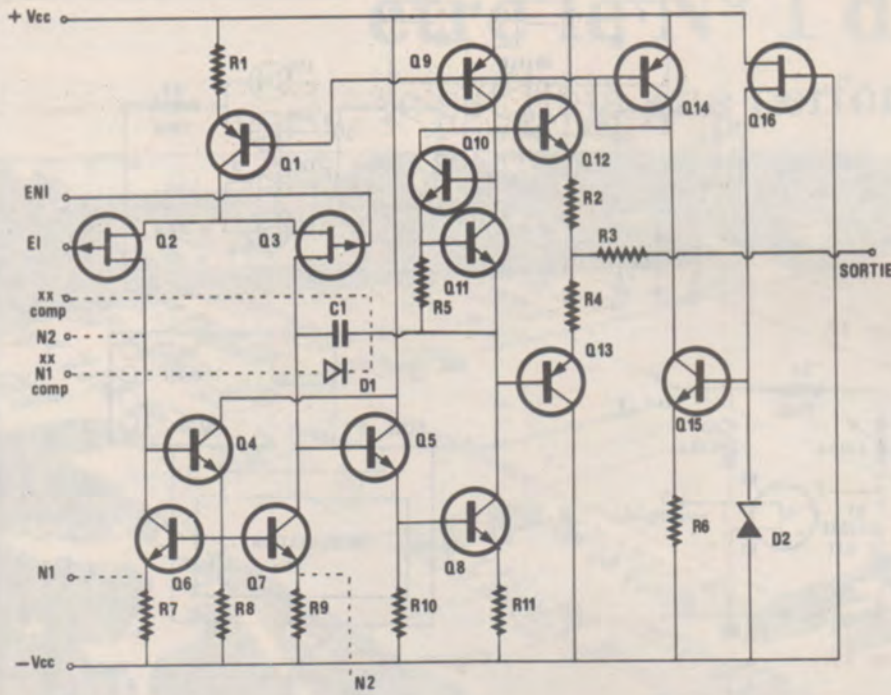 + Vcc
R1
Q1
Q9
Q14
Q16
Q10
Q12
R2
ENI
EI
Q2
Q3
Q11
R3
SORTIE
xx
comp
C1
R5
R4
N2
xx
N1
comp
D1
Q13
Q4
Q5
Q15
R6
D2
N1
Q6
Q7
Q8
R7
R8
R9
R10
R11
−Vcc
N2